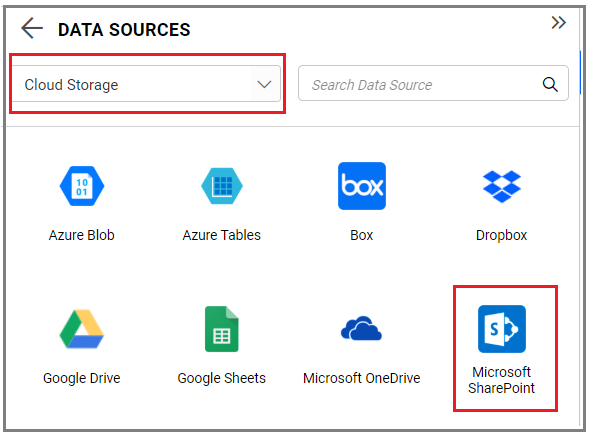 DATA SOURCES
Cloud Storage
Search Data Source
10
01
box
Azure Blob
Azure Tables
Box
Dropbox
S
Google Drive
Google Sheets
Microsoft OneDrive
Microsoft
SharePoint